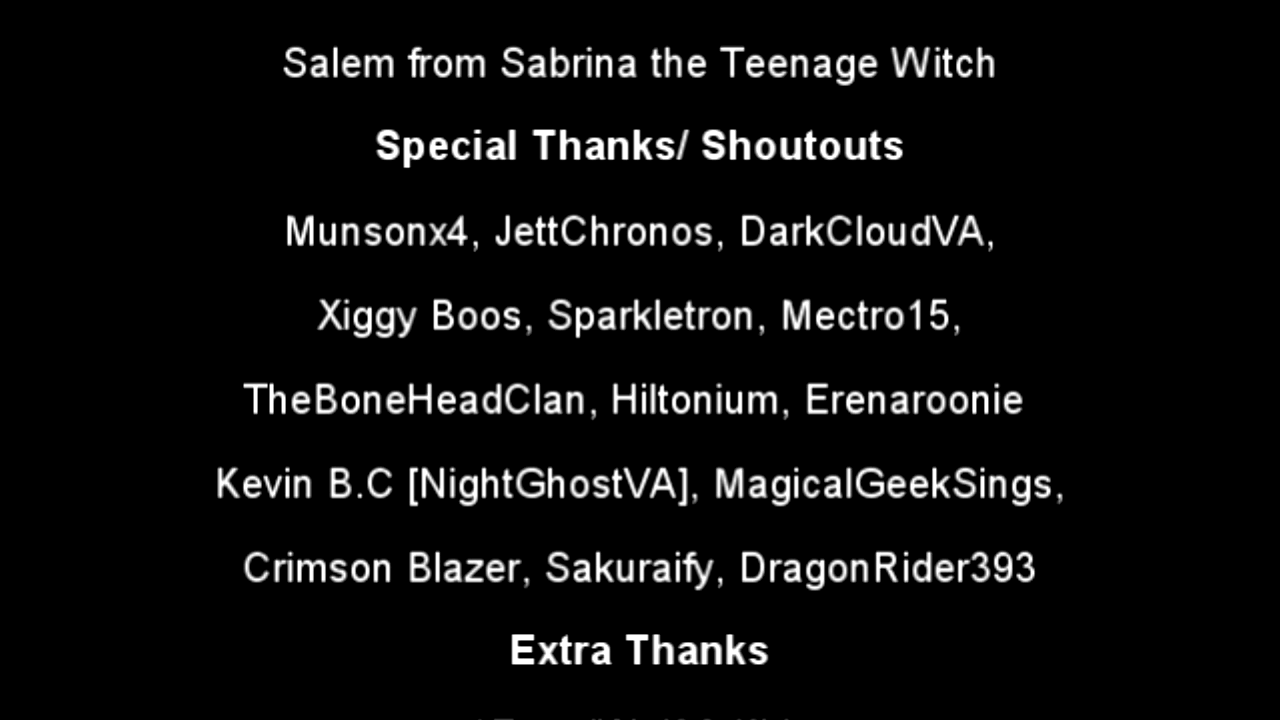 Salem from Sabrina the Teenage Witch
Special Thanks/ Shoutouts
Munsonx4, JettChronos, DarkCloudVA,
Xiggy Boos, Sparkletron, Mectro15,
TheBoneHeadClan, Hiltonium, Erenaroonie
Kevin B.C [NightGhostVA], MagicalGeekSings,
Crimson Blazer, Sakuraify, DragonRider393
Extra Thanks